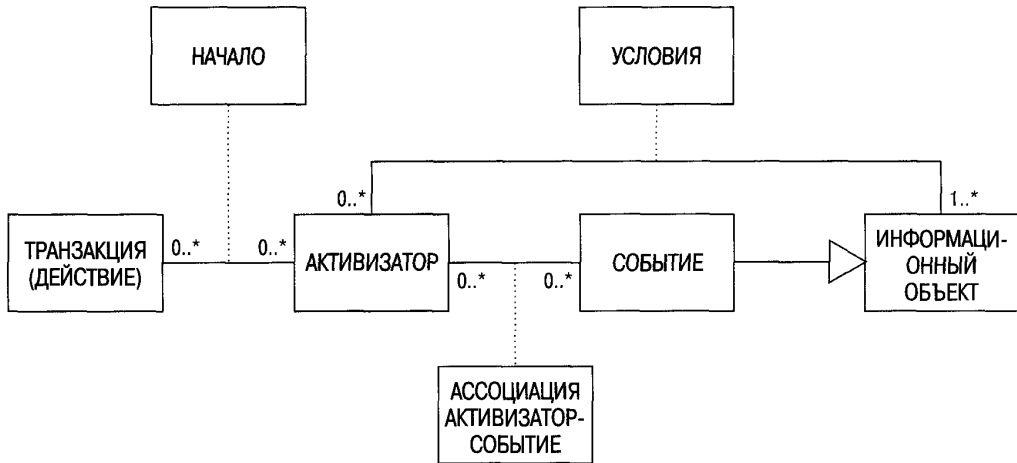 НАЧАЛО
УСЛОВИЯ
0..*
1..*
ТРАНЗАКЦИЯ
(ДЕЙСТВИЕ)
0..*
0..*
АКТИВИЗАТОР
0..*
0..*
СОБЫТИЕ
ИНФОРМАЦИ-
ОННЫЙ
ОБЪЕКТ
АССОЦИАЦИЯ
АКТИВИЗАТОР-
СОБЫТИЕ